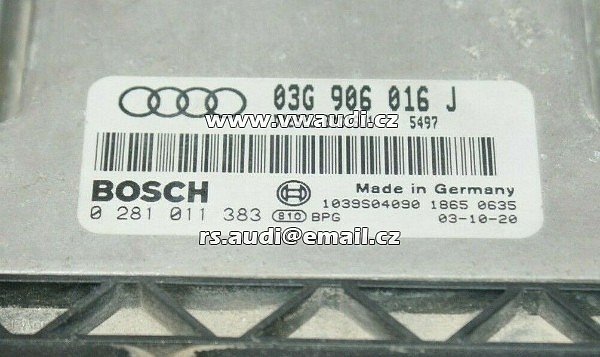 03G 906 016 J
www.vwaudi.cz
5497
BOSCH
Made in Germany
1039S04090 1865 0635
0 281 011 383 810 BPG
03-10-20
rs.audi@email.cz